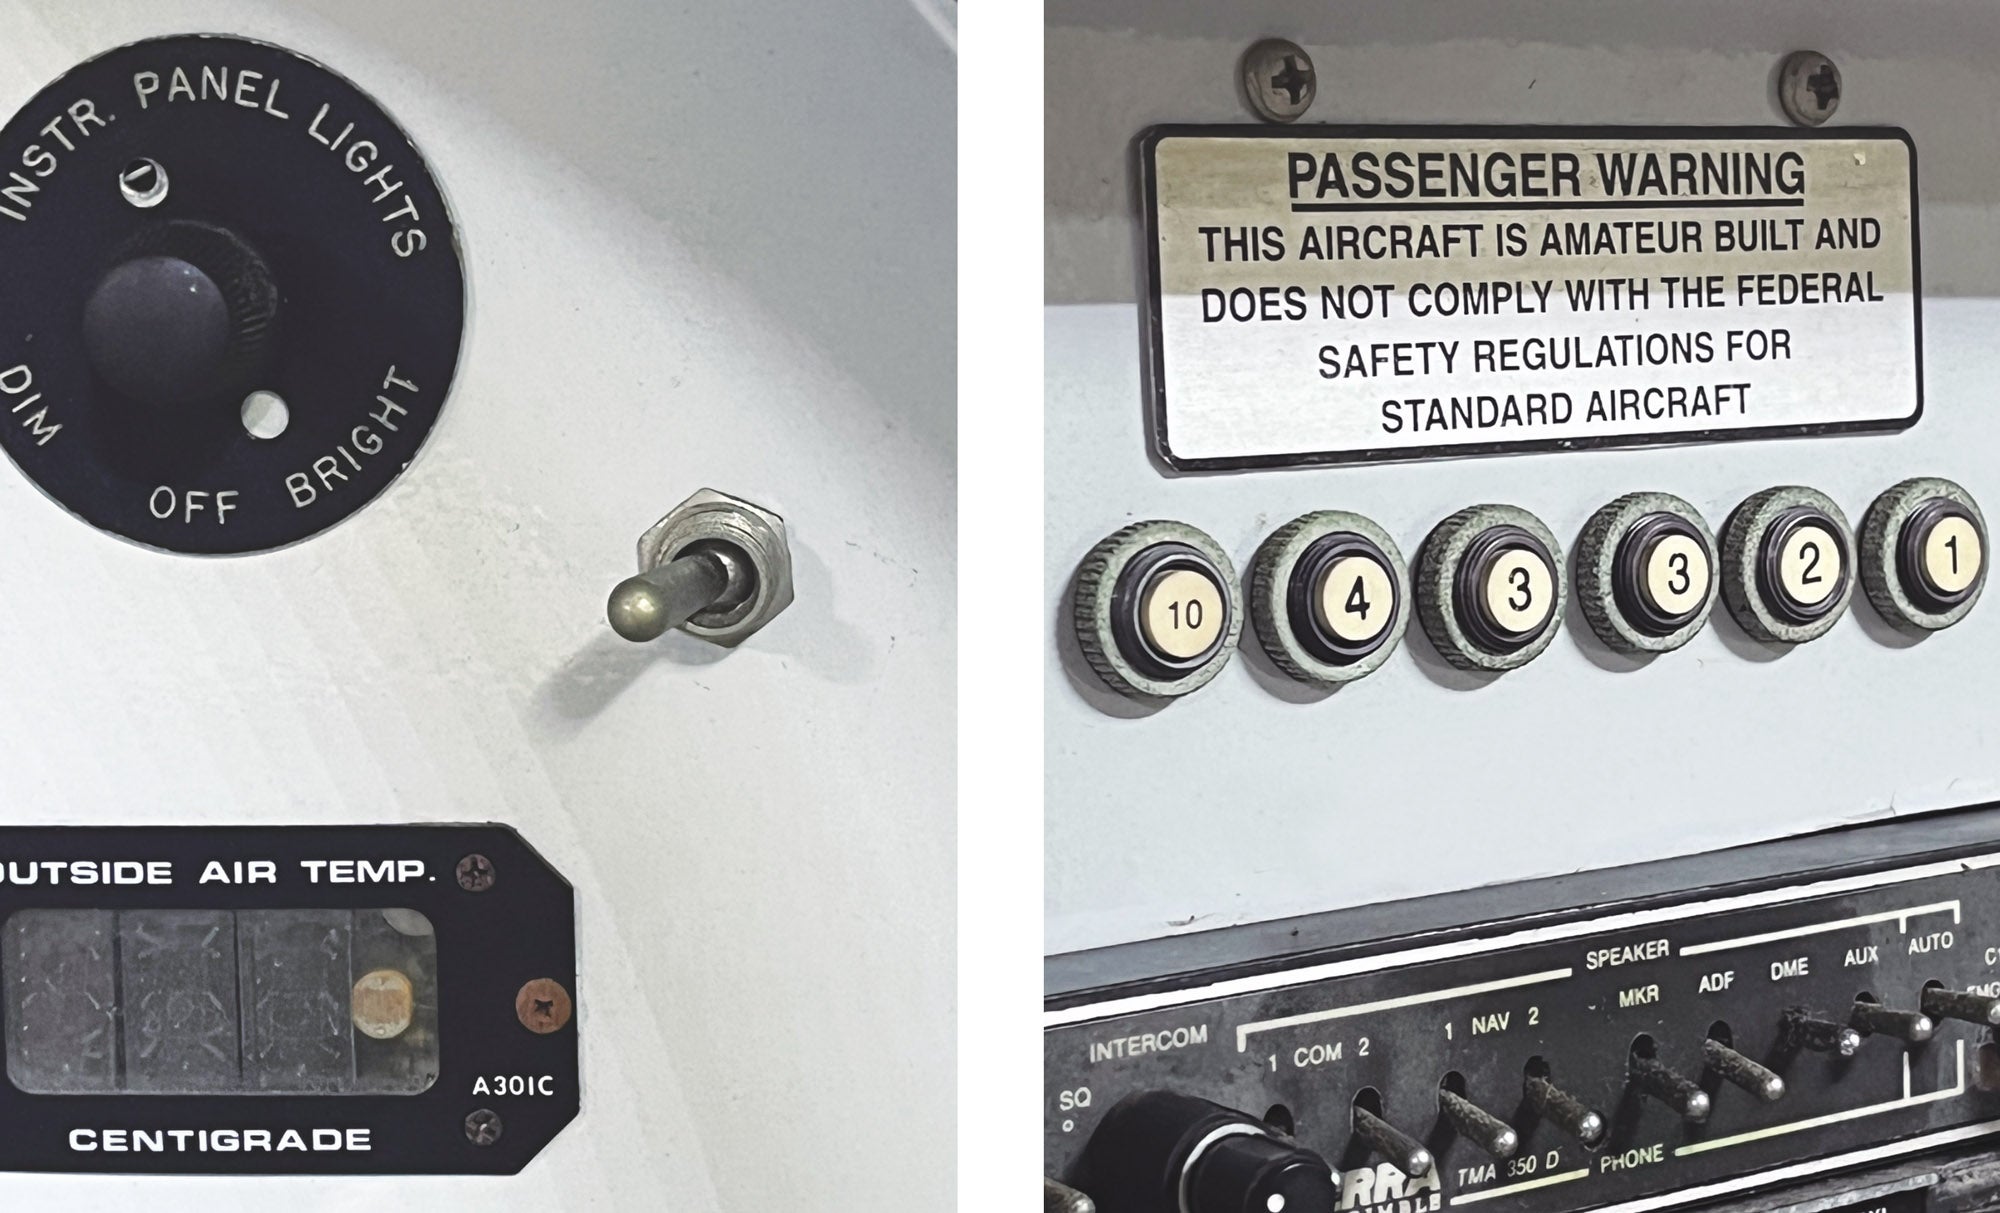 INSTR. PANEL LIGHTS
DIM
OFF
BRIGHT
OUTSIDE AIR TEMP.
A301C
CENTIGRADE
PASSENGER WARNING
THIS AIRCRAFT IS AMATEUR BUILT AND
DOES NOT COMPLY WITH THE FEDERAL
SAFETY REGULATIONS FOR
STANDARD AIRCRAFT
10 4 3 3 2 1
SPEAKER
INTERCOM
1 COM 2
1 NAV 2
MKR
ADF
DME
AUX
AUTO
SQ
TMA 350 D
PHONE